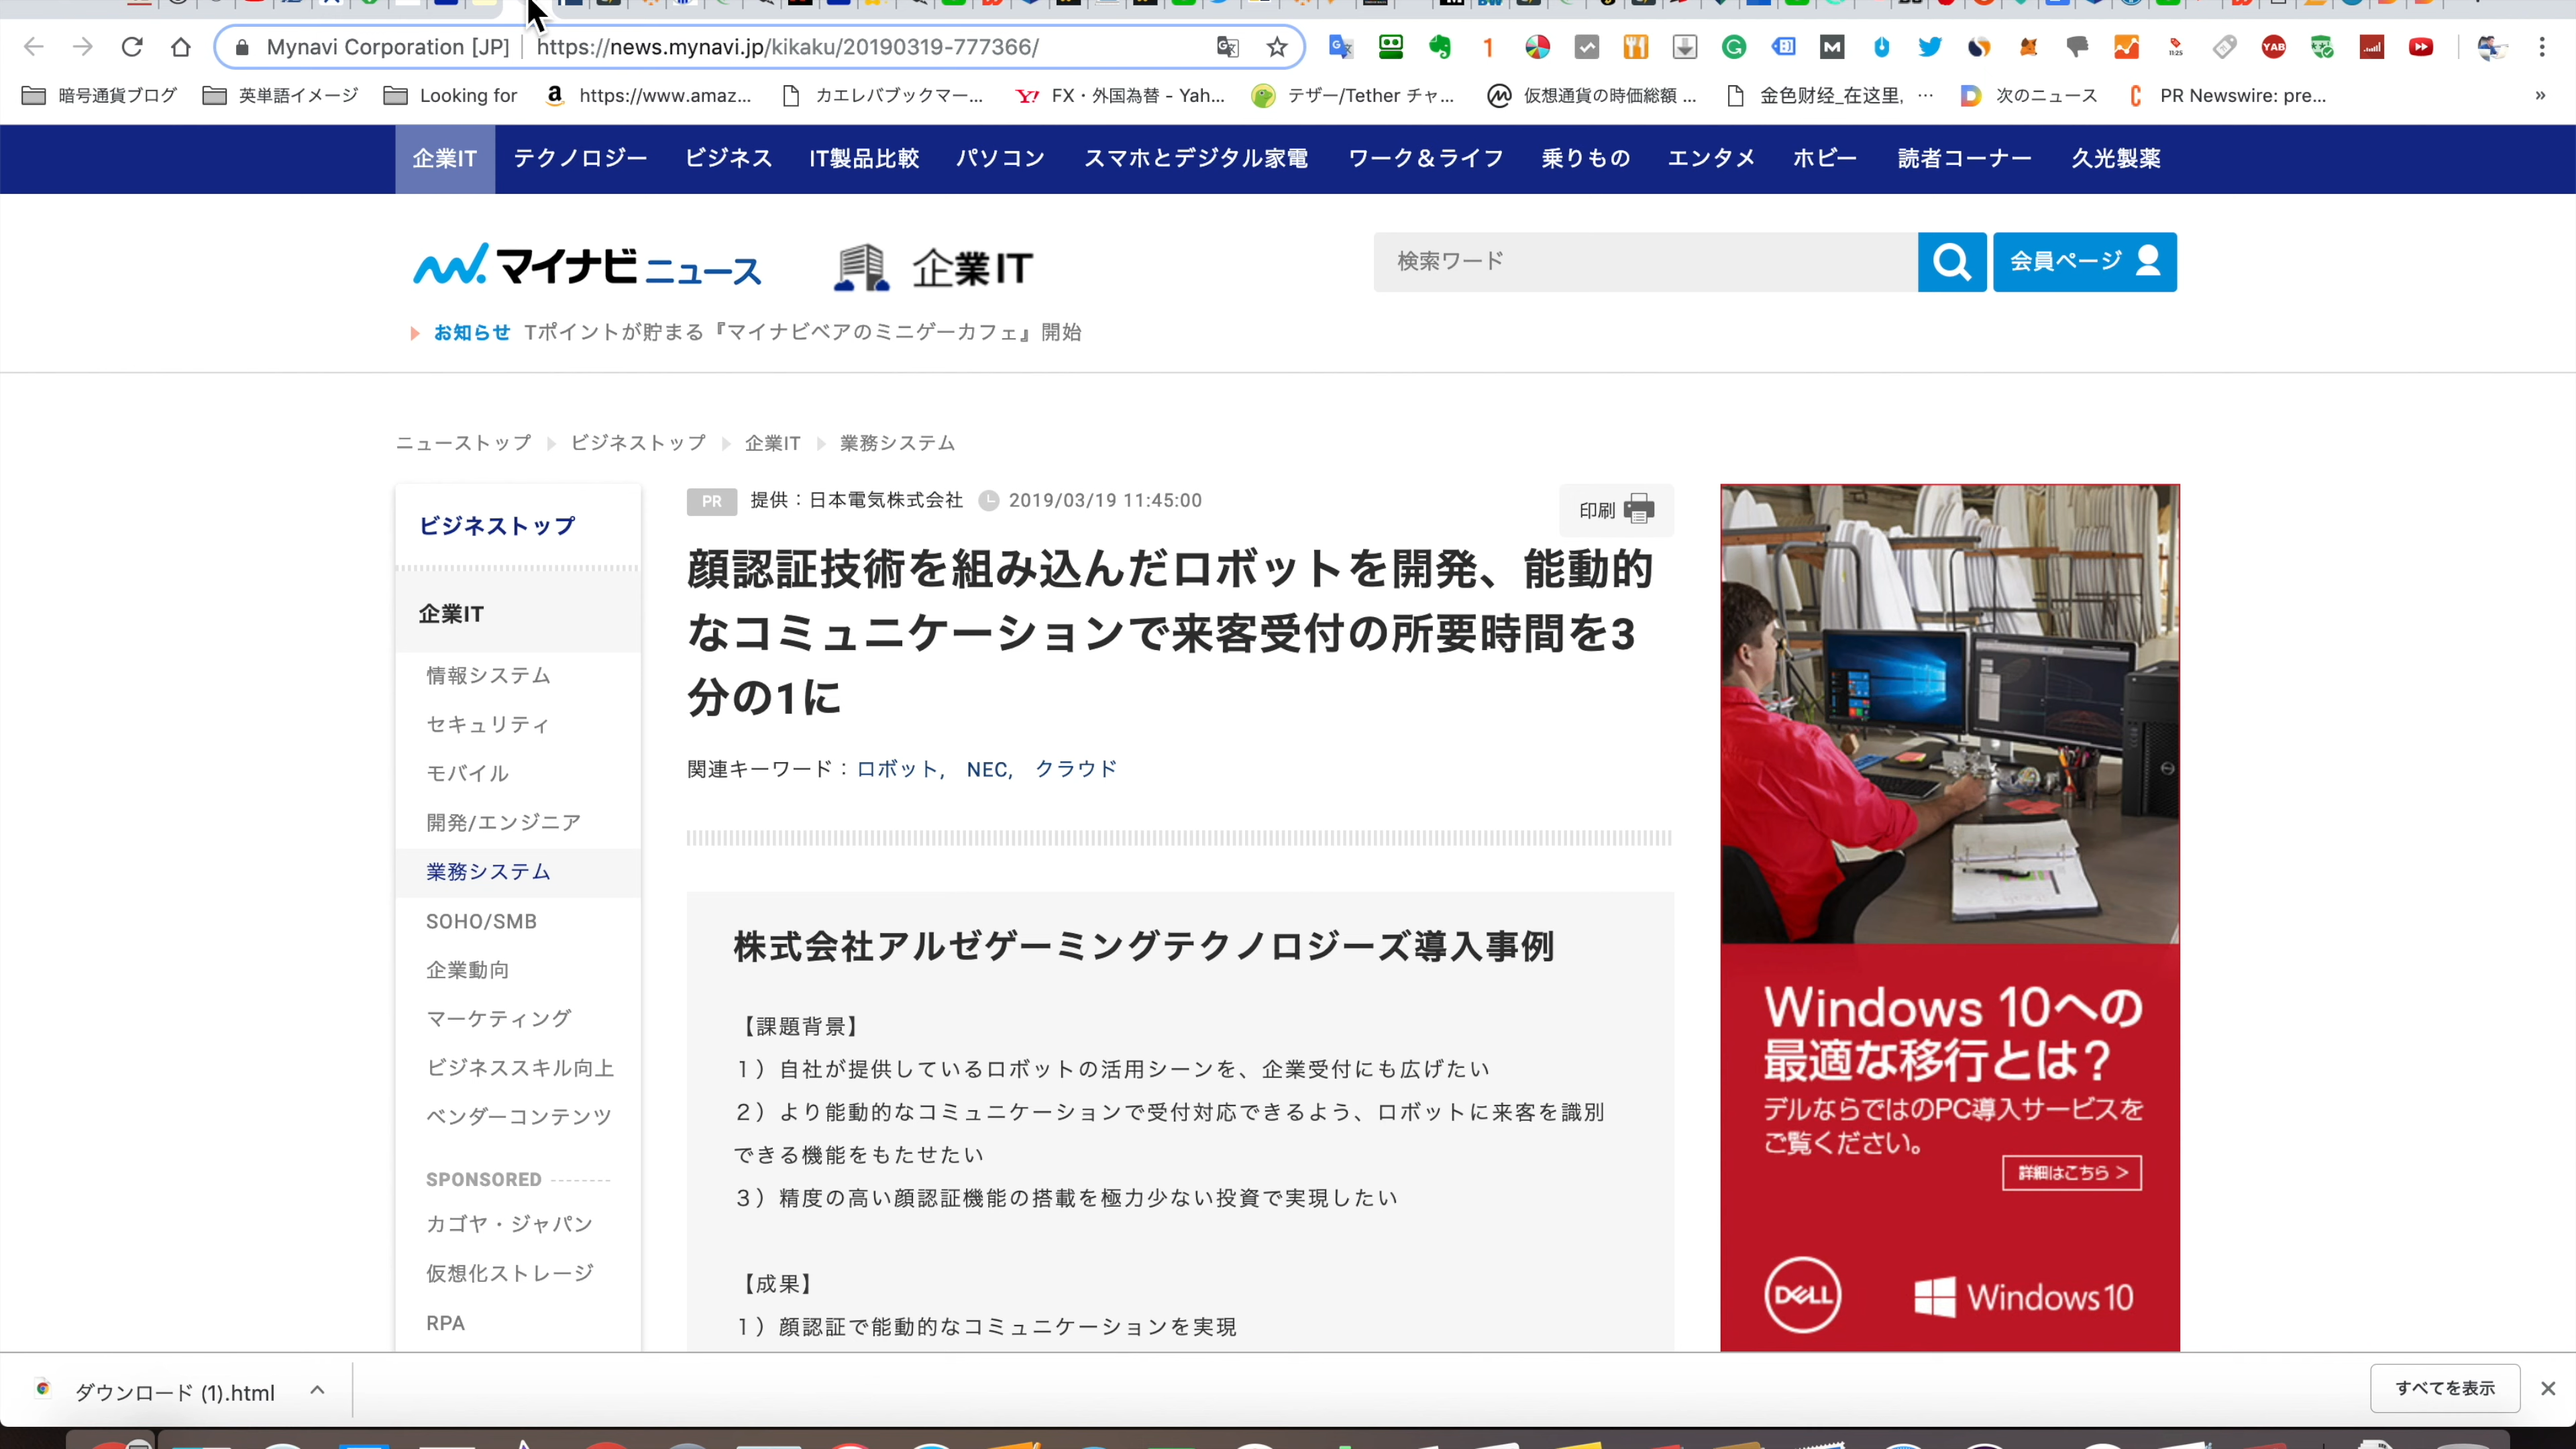 Mynavi Corporation [JP] | https://news.mynavi.jp/kikaku/20190319-777366/
暗号通貨ブログ 英単語イメージ Looking for https://www.amaz... カエレバブックマー... FX・外国為替 - Yah... テザー/Tether チャ... 仮想通貨の時価総額 ... 金色财经_在这里, ... 次のニュース PR Newswire: pre... »
企業IT テクノロジー ビジネス IT製品比較 パソコン スマホとデジタル家電 ワーク&ライフ 乗りもの エンタメ ホビー 読者コーナー 久光製薬
マイナビニュース 企業IT 検索ワード 会員ページ
お知らせ Tポイントが貯まる『マイナビベアのミニゲーカフェ』開始
ニューストップ ビジネストップ 企業IT 業務システム
ビジネストップ
企業IT
情報システム
セキュリティ
モバイル
開発/エンジニア
業務システム
SOHO/SMB
企業動向
マーケティング
ビジネススキル向上
ベンダーコンテンツ
SPONSORED
カゴヤ・ジャパン
仮想化ストレージ
RPA
PR 提供：日本電気株式会社 2019/03/19 11:45:00
印刷
顔認証技術を組み込んだロボットを開発、能動的
なコミュニケーションで来客受付の所要時間を3
分の1に
関連キーワード：ロボット, NEC, クラウド
株式会社アルゼゲーミングテクノロジーズ導入事例
【課題背景】
1）自社が提供しているロボットの活用シーンを、企業受付にも広げたい
2）より能動的なコミュニケーションで受付対応できるよう、ロボットに来客を識別
できる機能をもたせたい
3）精度の高い顔認証機能の搭載を極力少ない投資で実現したい
【成果】
1）顔認証で能動的なコミュニケーションを実現
Windows 10への
最適な移行とは？
デルならではのPC導入サービスを
ご覧ください。
詳細はこちら >
DELL Windows 10
ダウンロード (1).html
すべてを表示